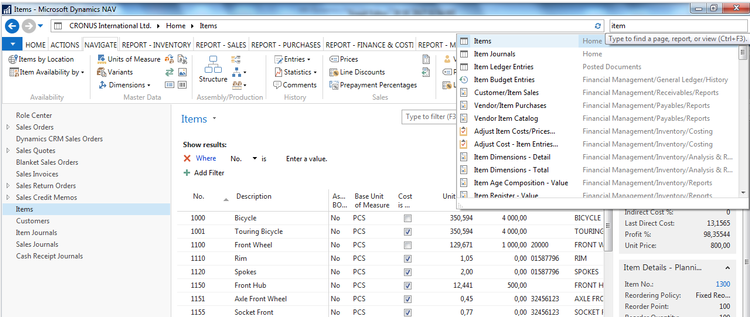 Items - Microsoft Dynamics NAV
CRONUS International Ltd. Home Items
item
Type to find a page, report, or view (Ctrl+F3).
HOME ACTIONS NAVIGATE REPORT - INVENTORY REPORT - SALES REPORT - PURCHASES REPORT - FINANCE & COSTI
Items by Location
Item Availability by
Availability
Units of Measure
Variants
Dimensions
Master Data
Structure
Assembly/Production
Entries
Statistics
Comments
History
Prices
Line Discounts
Prepayment Percentages
Sales
Items Home
Item Journals Home
Item Ledger Entries Posted Documents
Item Budget Entries Financial Management/General Ledger/History
Customer/Item Sales Financial Management/Receivables/Reports
Vendor/Item Purchases Financial Management/Payables/Reports
Vendor Item Catalog Financial Management/Payables/Reports
Adjust Item Costs/Prices... Financial Management/Inventory/Costing
Adjust Cost - Item Entries... Financial Management/Inventory/Costing
Item Dimensions - Detail Financial Management/Inventory/Analysis & R...
Item Dimensions - Total Financial Management/Inventory/Analysis & R...
Item Age Composition - Value Financial Management/Inventory/Reports
Item Register - Value Financial Management/Inventory/Reports
Role Center
Sales Orders
Dynamics CRM Sales Orders
Sales Quotes
Blanket Sales Orders
Sales Invoices
Sales Return Orders
Sales Credit Memos
Items
Customers
Item Journals
Sales Journals
Cash Receipt Journals
Items
Type to filter (F3
Show results:
Where No. is Enter a value.
Add Filter
No. Description As... BO... Base Unit of Measure Cost is ... Unit
1000 Bicycle No PCS 350,594 4 000,00 BICYCLE
1001 Touring Bicycle No PCS 350,594 4 000,00 TOURING
1100 Front Wheel No PCS 129,671 1 000,00 20000 FRONT W
1110 Rim No PCS 1,05 0,00 01587796 RIM
1120 Spokes No PCS 2,00 0,00 01587790 SPOKES
1150 Front Hub No PCS 12,441 500,00 FRONT H
1151 Axle Front Wheel No PCS 0,45 0,00 32456123 AXLE FRO
1155 Socket Front No PCS 0,77 0,00 32456123 SOCKET F
Indirect Cost %: 0
Last Direct Cost: 13,1565
Profit %: 98,35544
Unit Price: 800,00
Item Details - Planni...
Item No.: 1300
Reordering Policy: Fixed Reo...
Reorder Point: 100
Reorder Quantity: 100